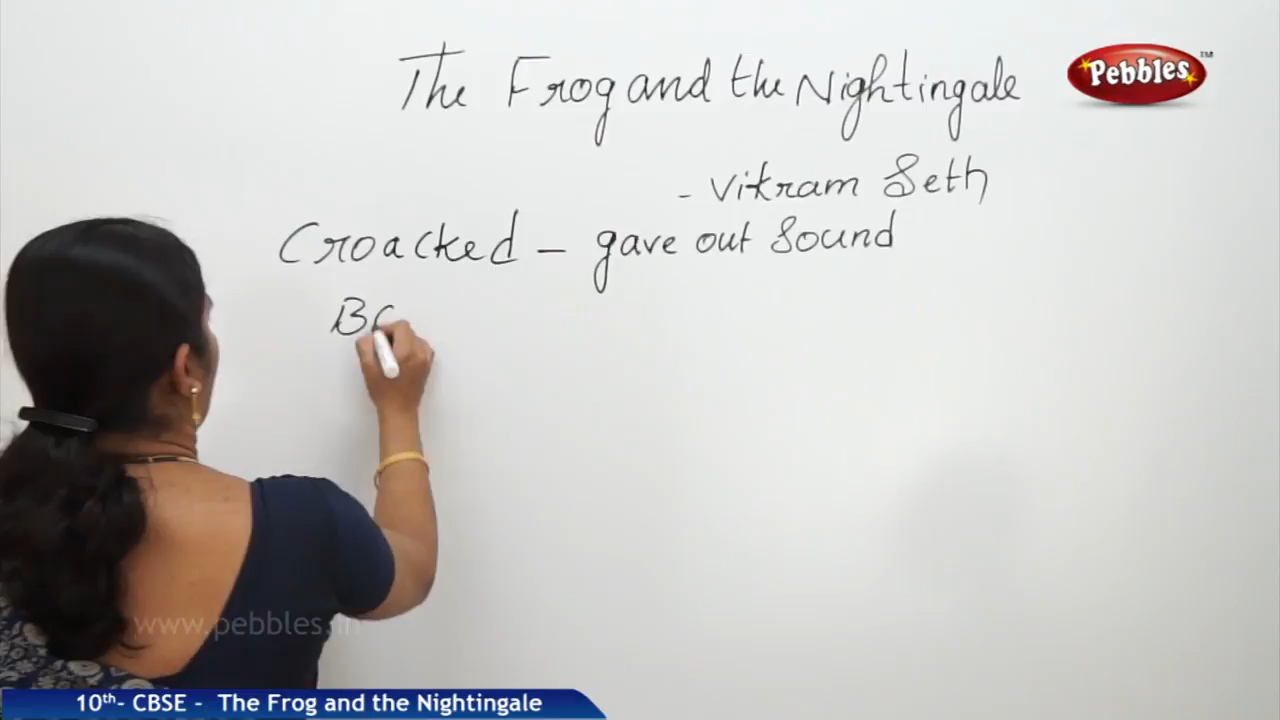 The Frog and the Nightingale
Pebbles™
- Vikram Seth
Croacked – gave out sound
www.pebbles.in
10th- CBSE - The Frog and the Nightingale